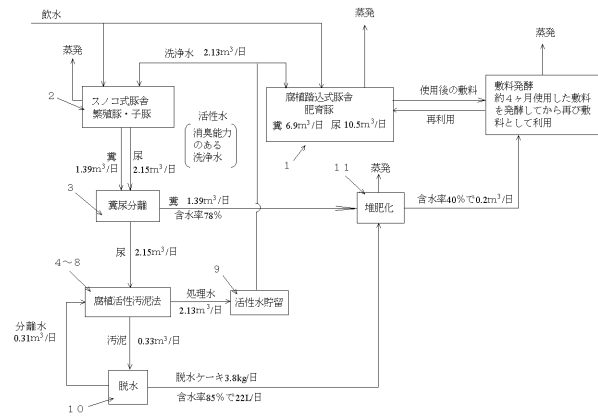 飲水
蒸発
蒸発
蒸発
洗浄水 2.13m³/日
2
スノコ式豚舎
繁殖豚・子豚
活性水
消臭能力
のある
洗浄水
腐植踏込式豚舎
肥育豚
糞 6.9m³/日 尿 10.5m³/日
1
使用後の敷料
再利用
敷料発酵
約4ヶ月使用した敷料
を発酵してから再び敷
料として利用
糞
1.39m³/日
尿
2.15m³/日
3
糞尿分離
糞 1.39m³/日
含水率78%
11
蒸発
堆肥化
含水率40%で0.2m³/日
尿 2.15m³/日
4～8
腐植活性汚泥法
処理水
2.13m³/日
9
活性水貯留
分離水
0.31m³/日
汚泥 0.33m³/日
脱水
10
脱水ケーキ3.8kg/日
含水率85%で22L/日